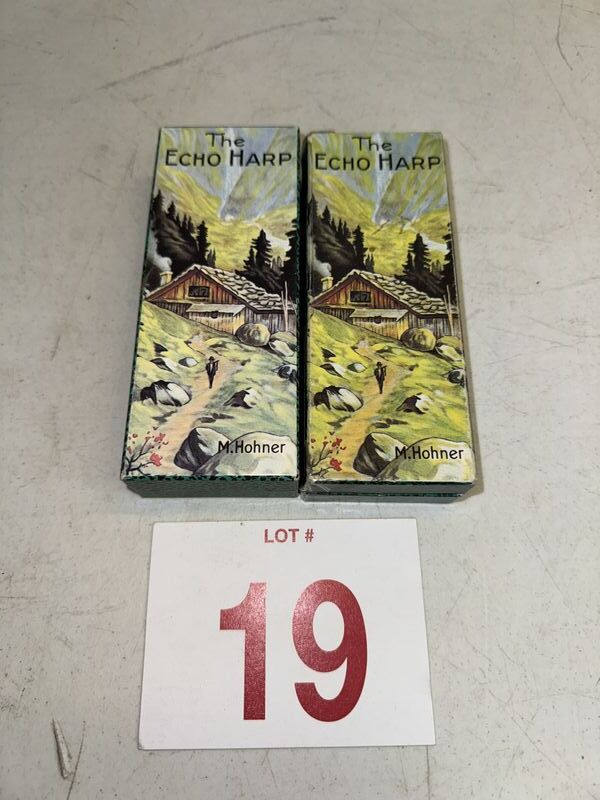 The
ECHO HARP
M.Hohner
The
ECHO HARP
M.Hohner
LOT #
19